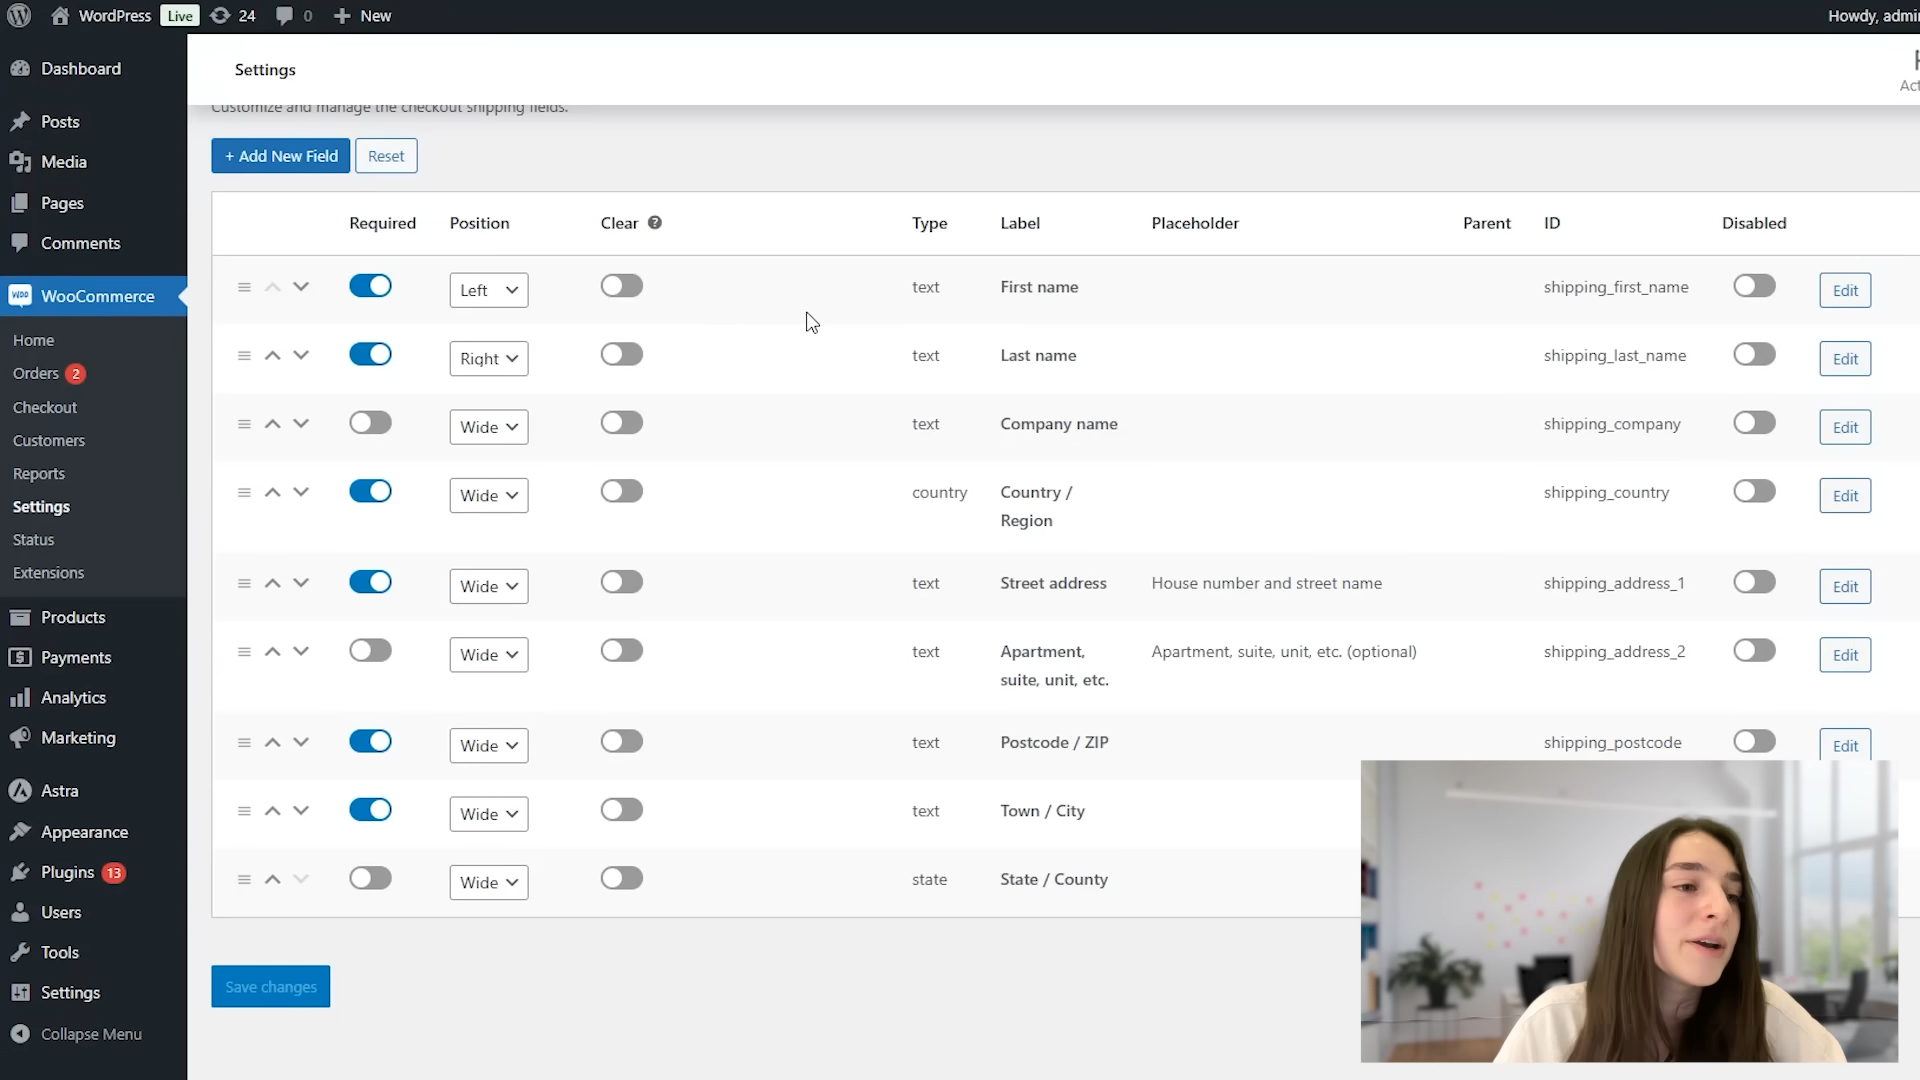 WordPress Live 24 0 + New Howdy, admin
Settings
Customize and manage the checkout shipping fields.
+ Add New Field Reset
Required Position Clear ? Type Label Placeholder Parent ID Disabled
Left text First name shipping_first_name Edit
Right text Last name shipping_last_name Edit
Wide text Company name shipping_company Edit
Wide country Country / shipping_country Edit
Region
Wide text Street address House number and street name shipping_address_1 Edit
Wide text Apartment, Apartment, suite, unit, etc. (optional) shipping_address_2 Edit
suite, unit, etc.
Wide text Postcode / ZIP shipping_postcode Edit
Wide text Town / City
Wide state State / County
Save changes
Dashboard
Posts
Media
Pages
Comments
WooCommerce
Home
Orders 2
Checkout
Customers
Reports
Settings
Status
Extensions
Products
Payments
Analytics
Marketing
Astra
Appearance
Plugins 13
Users
Tools
Settings
Collapse Menu